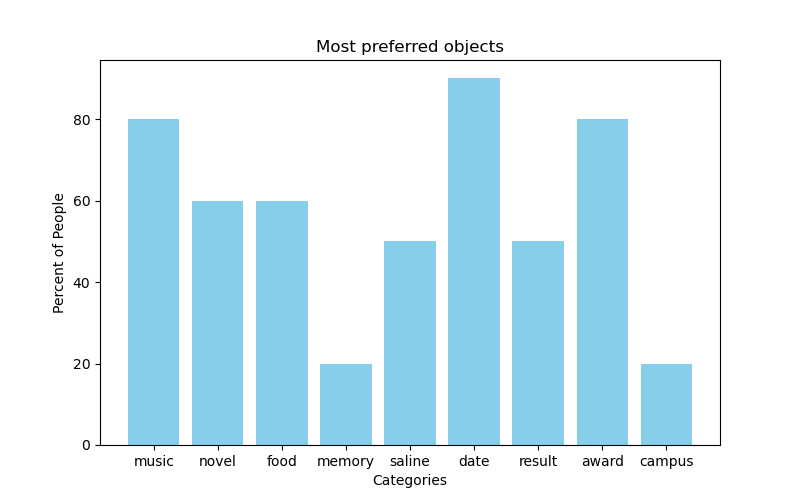 Most preferred objects
Percent of People
80
60
40
20
0
music novel food memory saline date result award campus
Categories